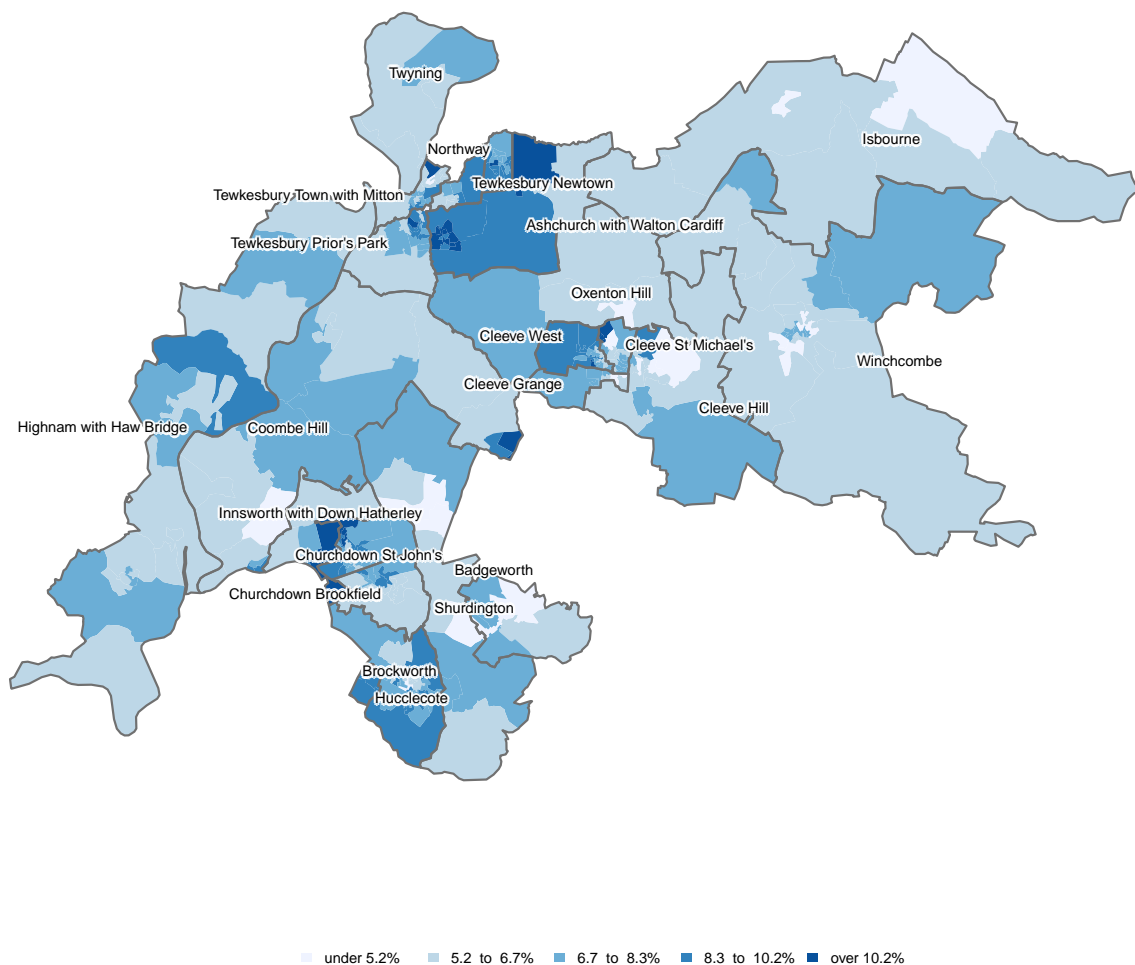 Twyning
Northway
Isbourne
Tewkesbury Newtown
Tewkesbury Town with Mitton
Ashchurch with Walton Cardiff
Tewkesbury Prior's Park
Oxenton Hill
Cleeve West
Cleeve St Michael's
Winchcombe
Cleeve Grange
Cleeve Hill
Highnam with Haw Bridge
Coombe Hill
Innsworth with Down Hatherley
Churchdown St John's
Badgeworth
Churchdown Brookfield
Shurdington
Brockworth
Hucclecote
under 5.2% 5.2 to 6.7% 6.7 to 8.3% 8.3 to 10.2% over 10.2%